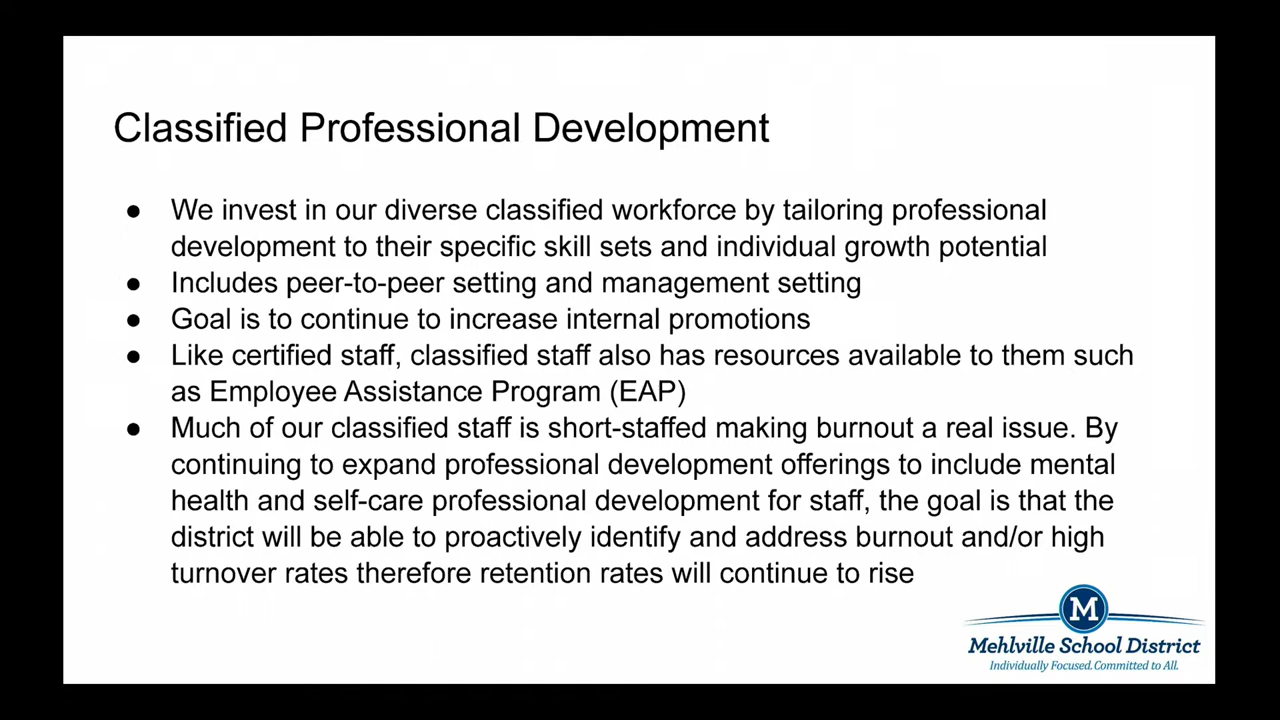 Classified Professional Development
● We invest in our diverse classified workforce by tailoring professional
development to their specific skill sets and individual growth potential
● Includes peer-to-peer setting and management setting
● Goal is to continue to increase internal promotions
● Like certified staff, classified staff also has resources available to them such
as Employee Assistance Program (EAP)
● Much of our classified staff is short-staffed making burnout a real issue. By
continuing to expand professional development offerings to include mental
health and self-care professional development for staff, the goal is that the
district will be able to proactively identify and address burnout and/or high
turnover rates therefore retention rates will continue to rise
M
Mehlville School District
Individually Focused. Committed to All.